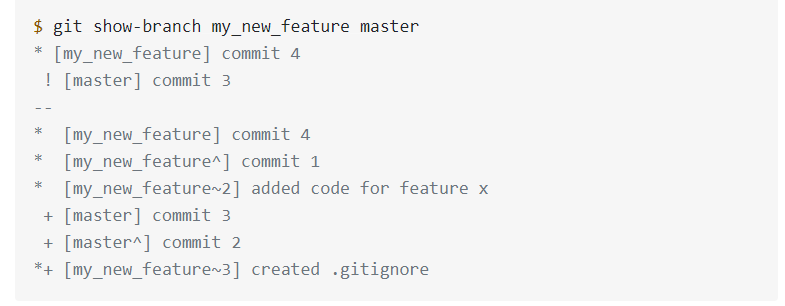 $ git show-branch my_new_feature master
* [my_new_feature] commit 4
 ! [master] commit 3
--
*  [my_new_feature] commit 4
*  [my_new_feature^] commit 1
*  [my_new_feature~2] added code for feature x
 + [master] commit 3
 + [master^] commit 2
*+ [my_new_feature~3] created .gitignore